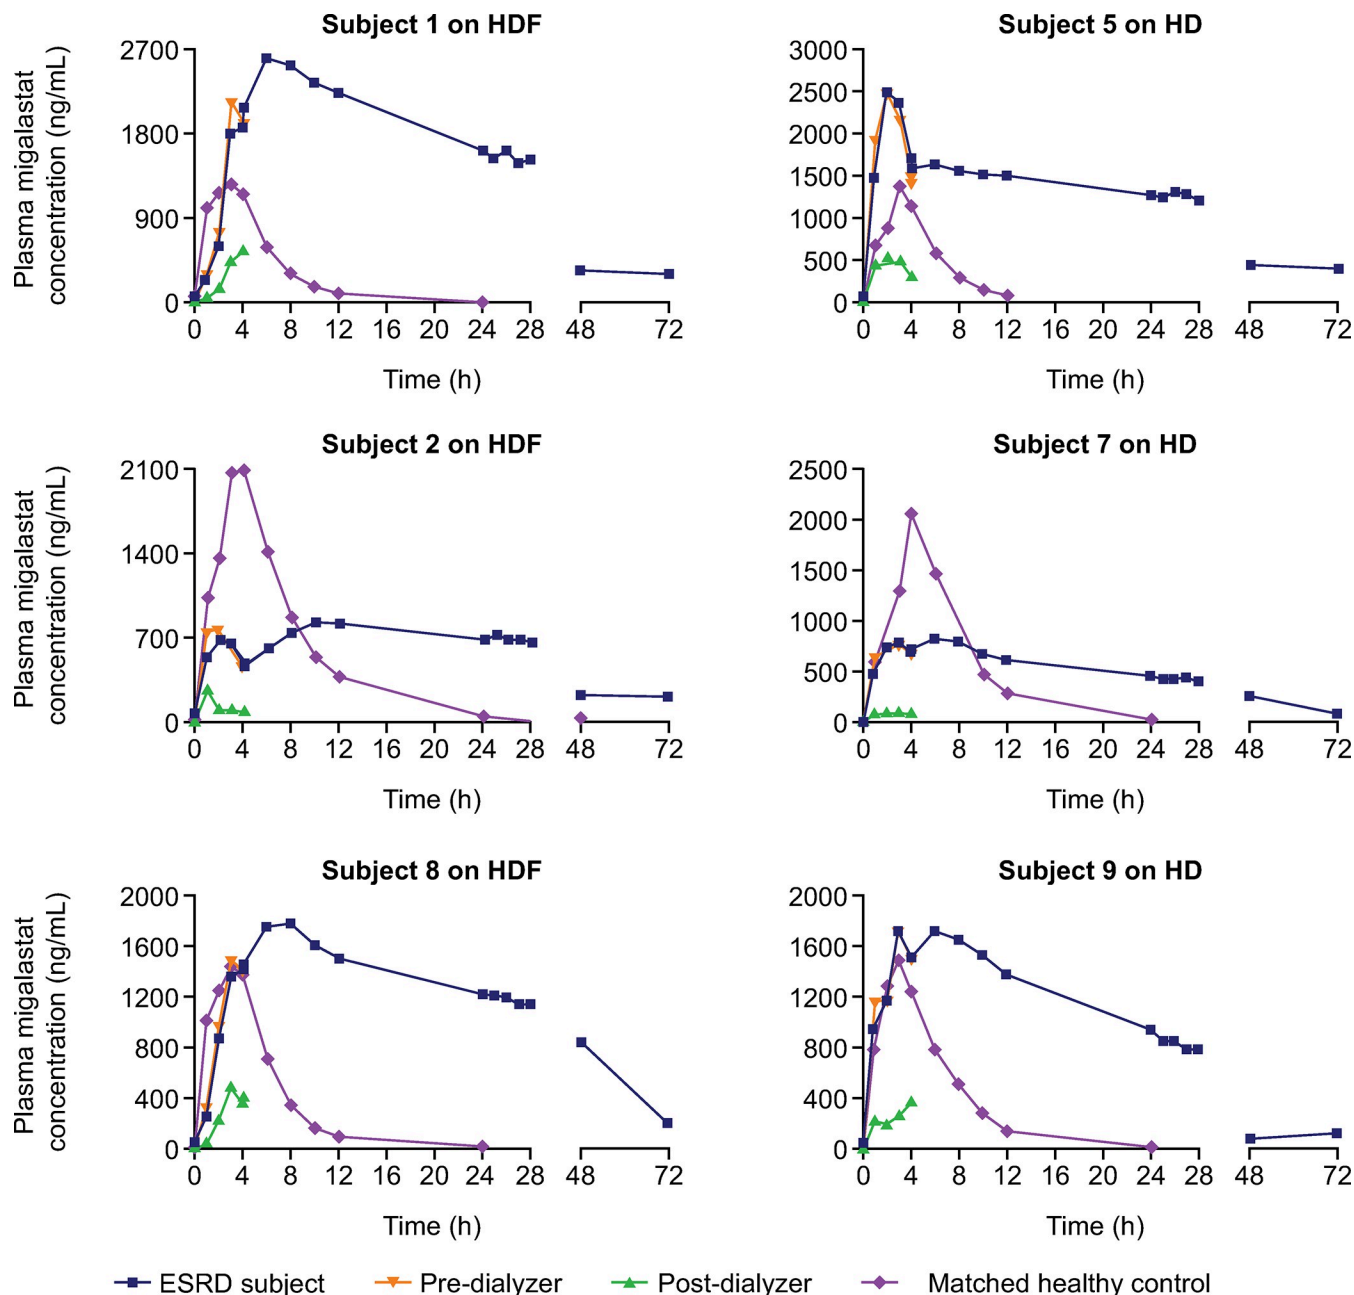 Subject 1 on HDF
Plasma migalastat
concentration (ng/mL)
2700
1800
900
0
0 4 8 12 16 20 24 28 48 72
Time (h)
Subject 5 on HD
3000
2500
2000
1500
1000
500
0
0 4 8 12 16 20 24 28 48 72
Time (h)
Subject 2 on HDF
Plasma migalastat
concentration (ng/mL)
2100
1400
700
0
0 4 8 12 16 20 24 28 48 72
Time (h)
Subject 7 on HD
2500
2000
1500
1000
500
0
0 4 8 12 16 20 24 28 48 72
Time (h)
Subject 8 on HDF
Plasma migalastat
concentration (ng/mL)
2000
1600
1200
800
400
0
0 4 8 12 16 20 24 28 48 72
Time (h)
Subject 9 on HD
2000
1600
1200
800
400
0
0 4 8 12 16 20 24 28 48 72
Time (h)
ESRD subject Pre-dialyzer Post-dialyzer Matched healthy control